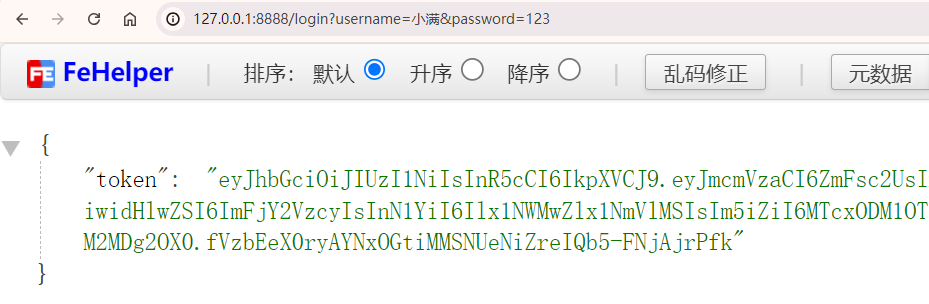 127.0.0.1:8888/login?username=小满&password=123
FE FeHelper | 排序： 默认 升序 降序 | 乱码修正 | 元数据
{
"token": "eyJhbGciOiJIUzI1NiIsInR5cCI6IkpXVCJ9.eyJmcmVzaCI6ZmFsc2UsI
iwidHlwZSI6ImFjY2VzcyIsInN1YiI6Ilx1NWMwZlx1NmVlMSIsIm5iZiI6MTcxODM1OT
M2MDg2OX0.fVzbEeX0ryAYNxOGtiMMSNUeNiZreIQb5-FNjAjrPfk"
}